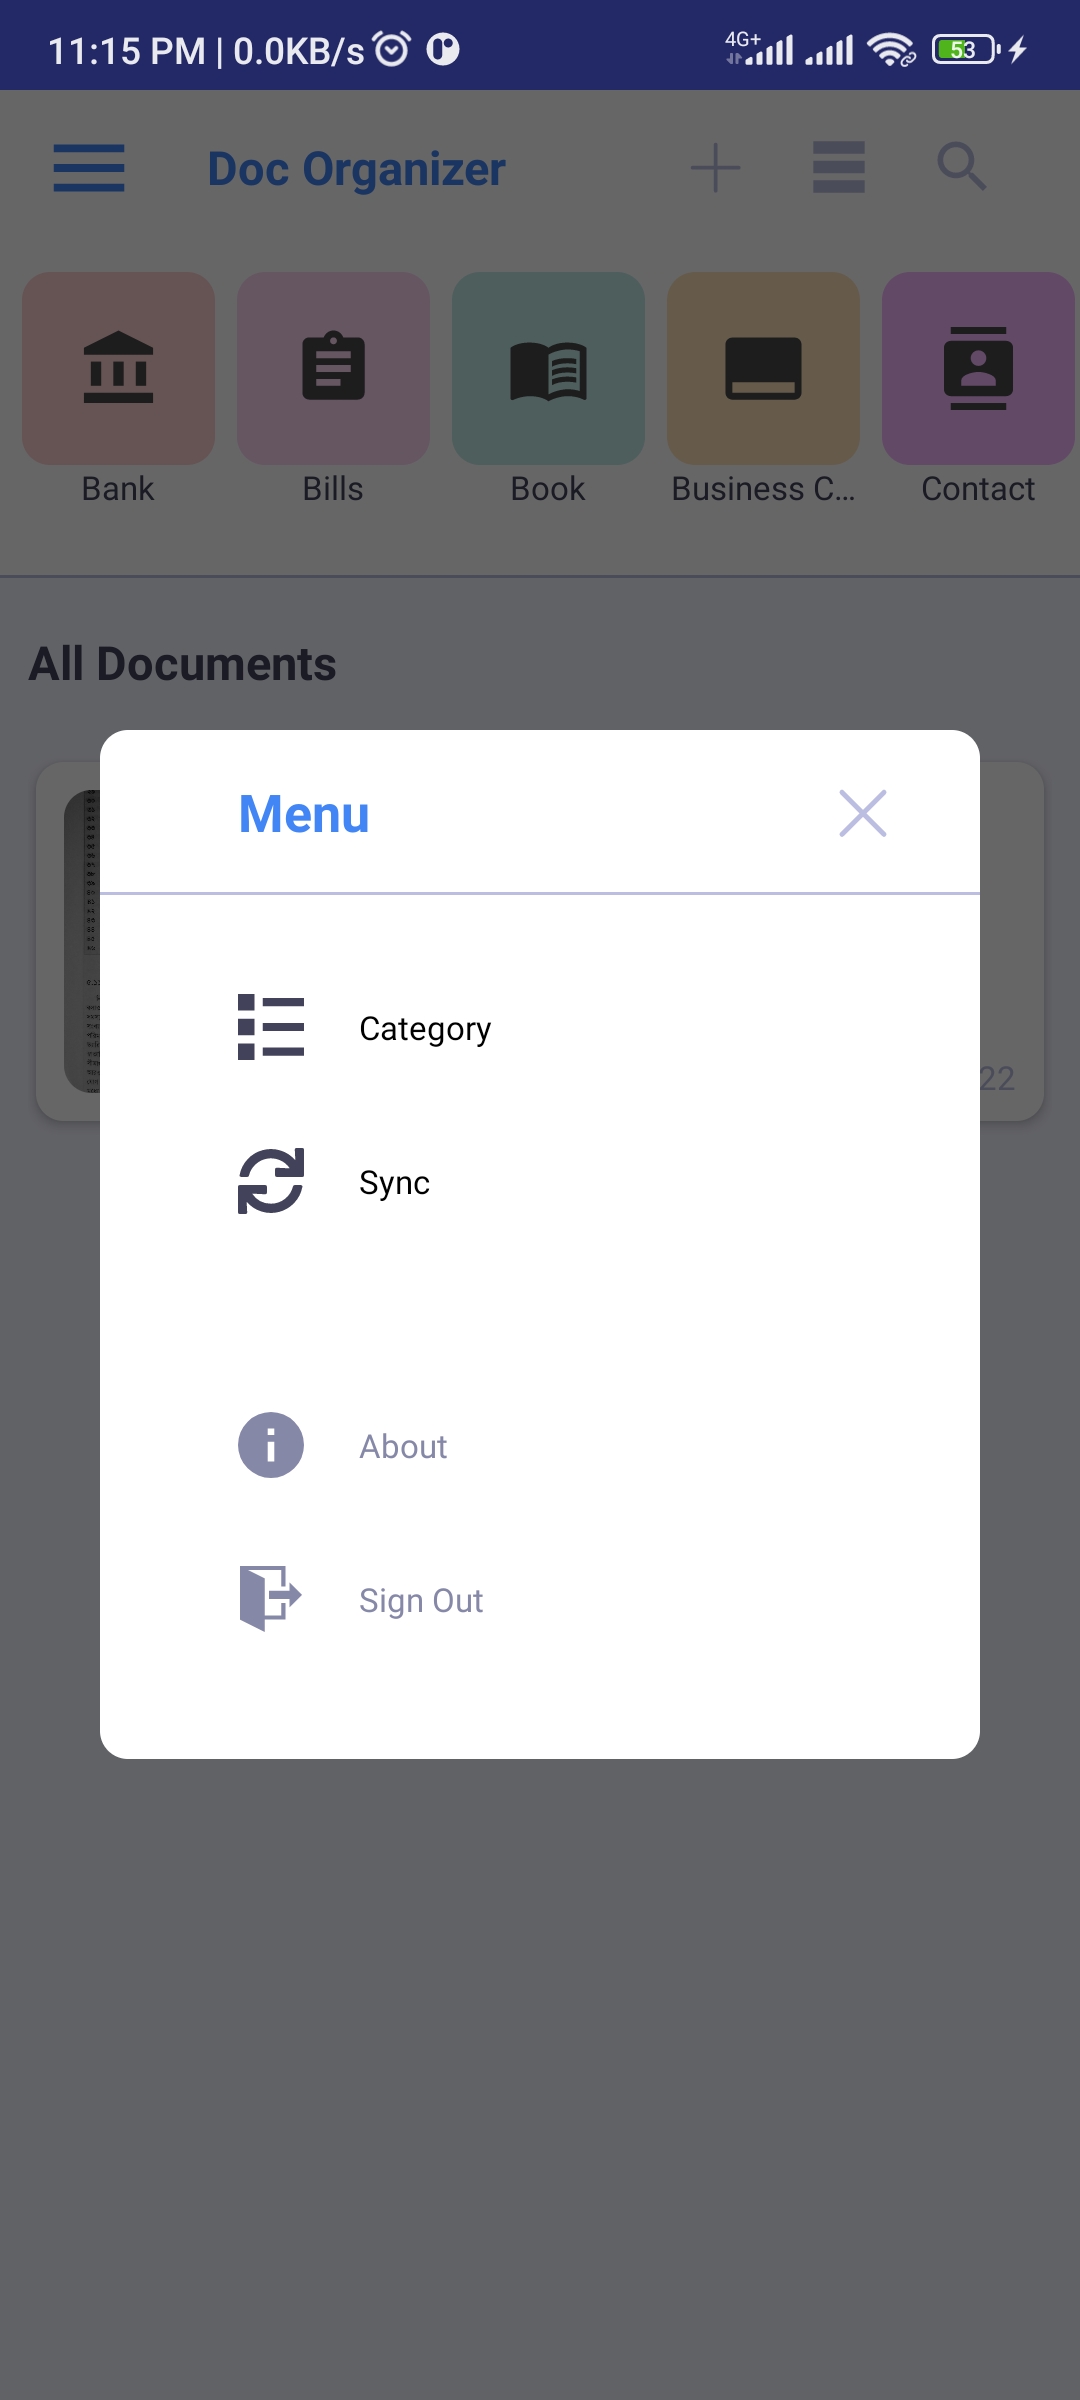 11:15 PM | 0.0KB/s 4G+ 53
Doc Organizer
Bank Bills Book Business C... Contact
All Documents
Menu
22
Category
Sync
About
Sign Out